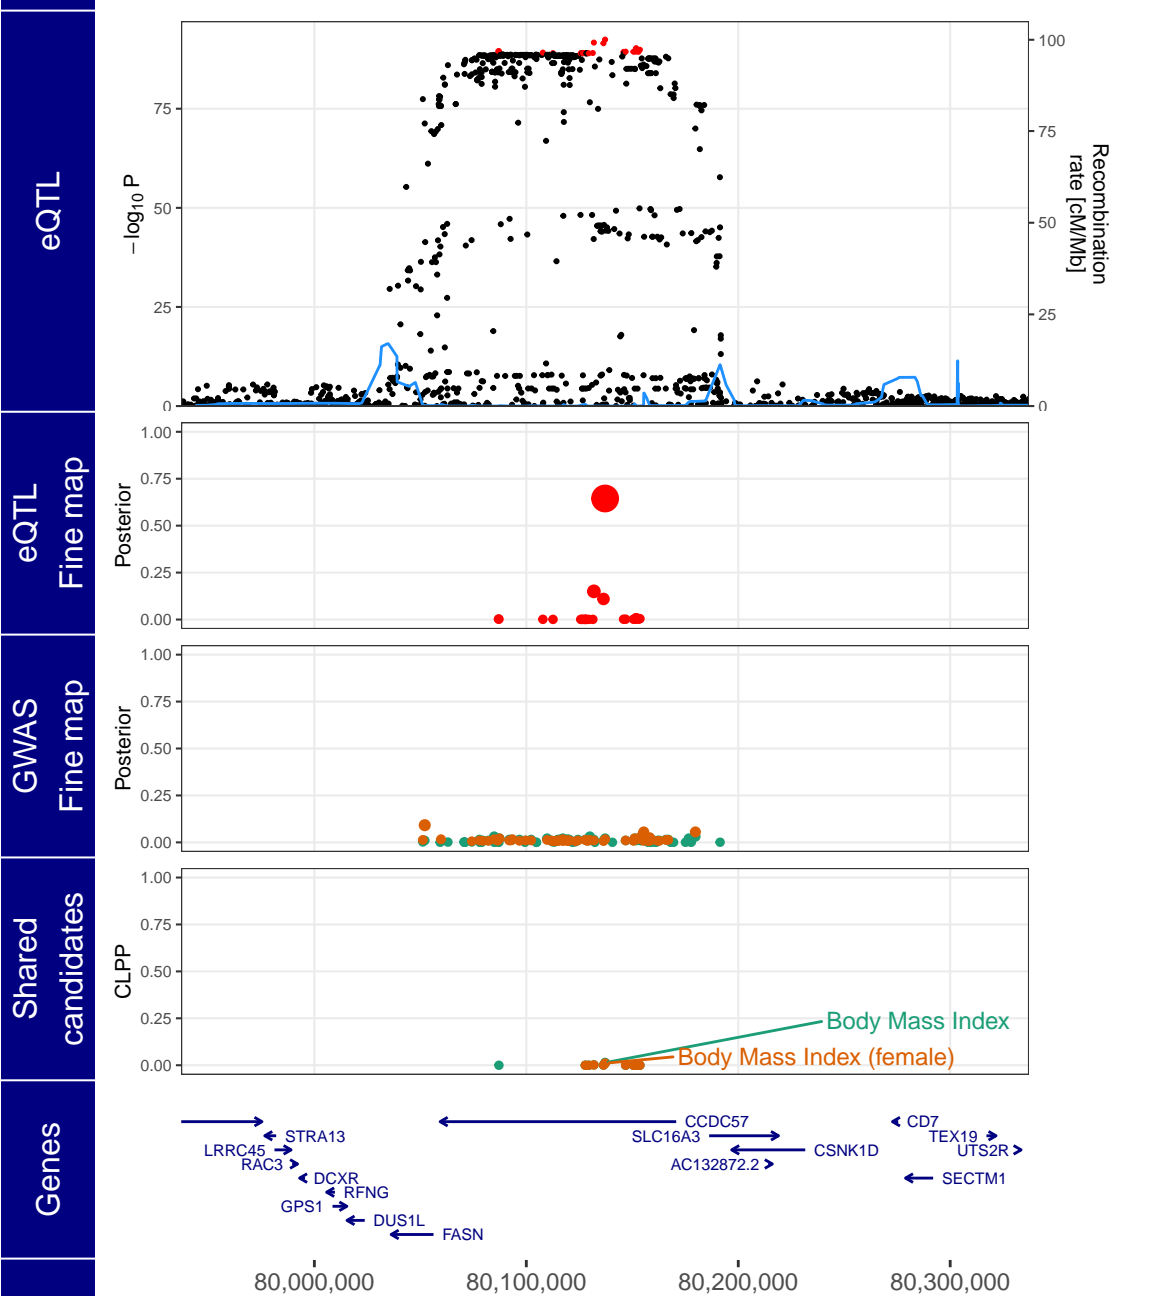 eQTL
−log10 P
75
50
25
0
100
75
50
25
0
Recombination
rate [cM/Mb]
eQTL
Fine map
Posterior
1.00
0.75
0.50
0.25
0.00
GWAS
Fine map
Posterior
1.00
0.75
0.50
0.25
0.00
Shared
candidates
CLPP
1.00
0.75
0.50
0.25
0.00
Body Mass Index
Body Mass Index (female)
Genes
CCDC57
CD7
STRA13
SLC16A3
TEX19
LRRC45
CSNK1D
UTS2R
RAC3
AC132872.2
DCXR
SECTM1
RFNG
GPS1
DUS1L
FASN
80,000,000
80,100,000
80,200,000
80,300,000